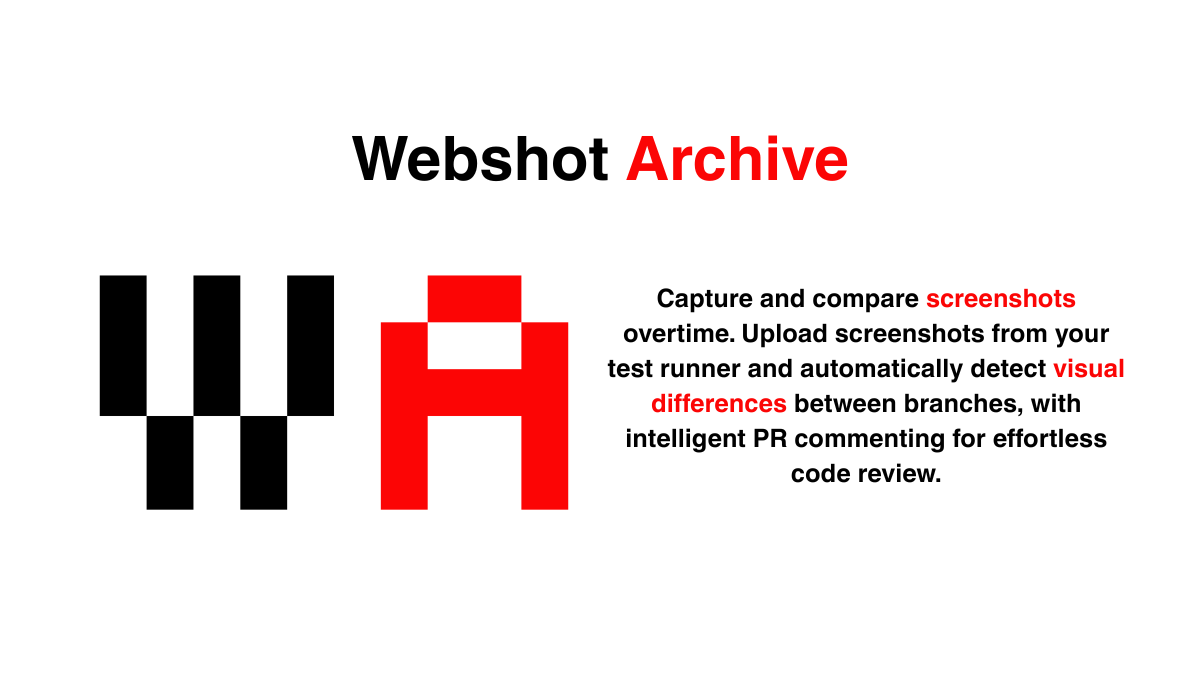 Webshot Archive
WA
Capture and compare screenshots
overtime. Upload screenshots from your
test runner and automatically detect visual
differences between branches, with
intelligent PR commenting for effortless
code review.